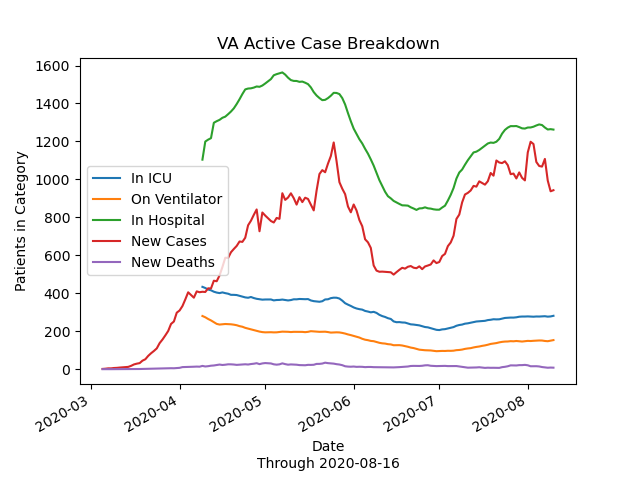 VA Active Case Breakdown
Patients in Category
1600
1400
1200
1000
800
600
400
200
0
In ICU
On Ventilator
In Hospital
New Cases
New Deaths
2020-03
2020-04
2020-05
2020-06
2020-07
2020-08
Date
Through 2020-08-16